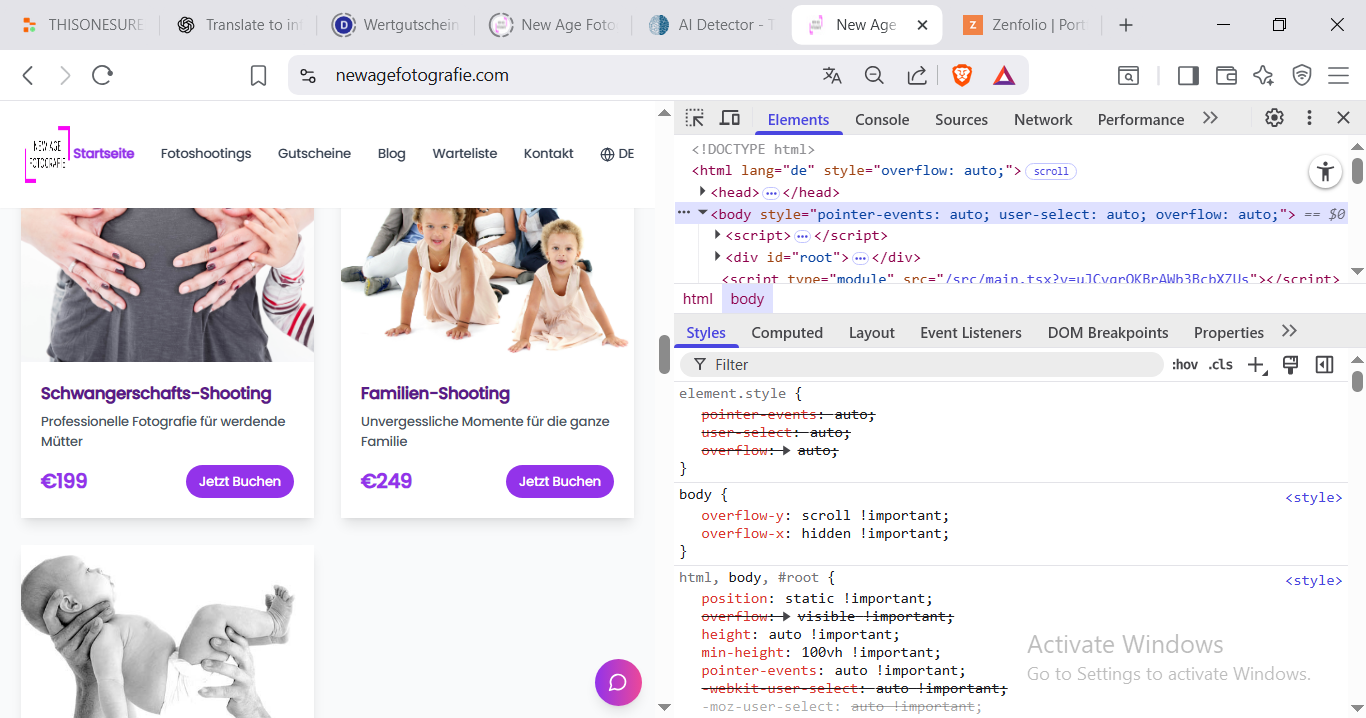 THISONESURE
Translate to inf
Wertgutschein
New Age Foto
AI Detector - T
New Age
Zenfolio | Port
newagefotografie.com
NEW AGE
FOTOGRAFIE
Startseite
Fotoshootings
Gutscheine
Blog
Warteliste
Kontakt
DE
Schwangerschafts-Shooting
Professionelle Fotografie für werdende
Mütter
€199
Jetzt Buchen
Familien-Shooting
Unvergessliche Momente für die ganze
Familie
€249
Jetzt Buchen
Elements
Console
Sources
Network
Performance
<!DOCTYPE html>
<html lang="de" style="overflow: auto;"> scroll
<head> ··· </head>
··· <body style="pointer-events: auto; user-select: auto; overflow: auto;"> == $0
<script> ··· </script>
<div id="root"> ··· </div>
<script type="module" src="/src/main.tsx?v=uJCyqrOKBrAWb3BcbXZUs"></script>
html
body
Styles
Computed
Layout
Event Listeners
DOM Breakpoints
Properties
Filter
:hov
.cls
element.style {
pointer-events: auto;
user-select: auto;
overflow: auto;
}
body {
<style>
overflow-y: scroll !important;
overflow-x: hidden !important;
}
html, body, #root {
<style>
position: static !important;
overflow: visible !important;
height: auto !important;
min-height: 100vh !important;
pointer-events: auto !important;
-webkit-user-select: auto !important;
-moz-user-select: auto !important;
Activate Windows
Go to Settings to activate Windows.